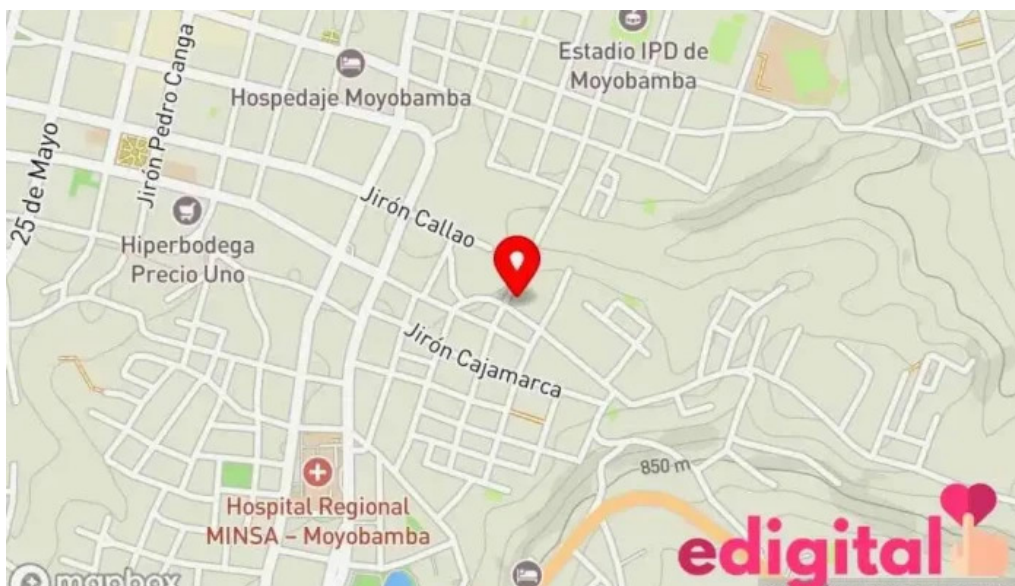 Estadio IPD de
Moyobamba
Hospedaje Moyobamba
Jirón Pedro Canga
25 de Mayo
Jirón Callao
Hiperbodega
Precio Uno
Jirón Cajamarca
850 m
Hospital Regional
MINSA – Moyobamba
edigital
mapbox